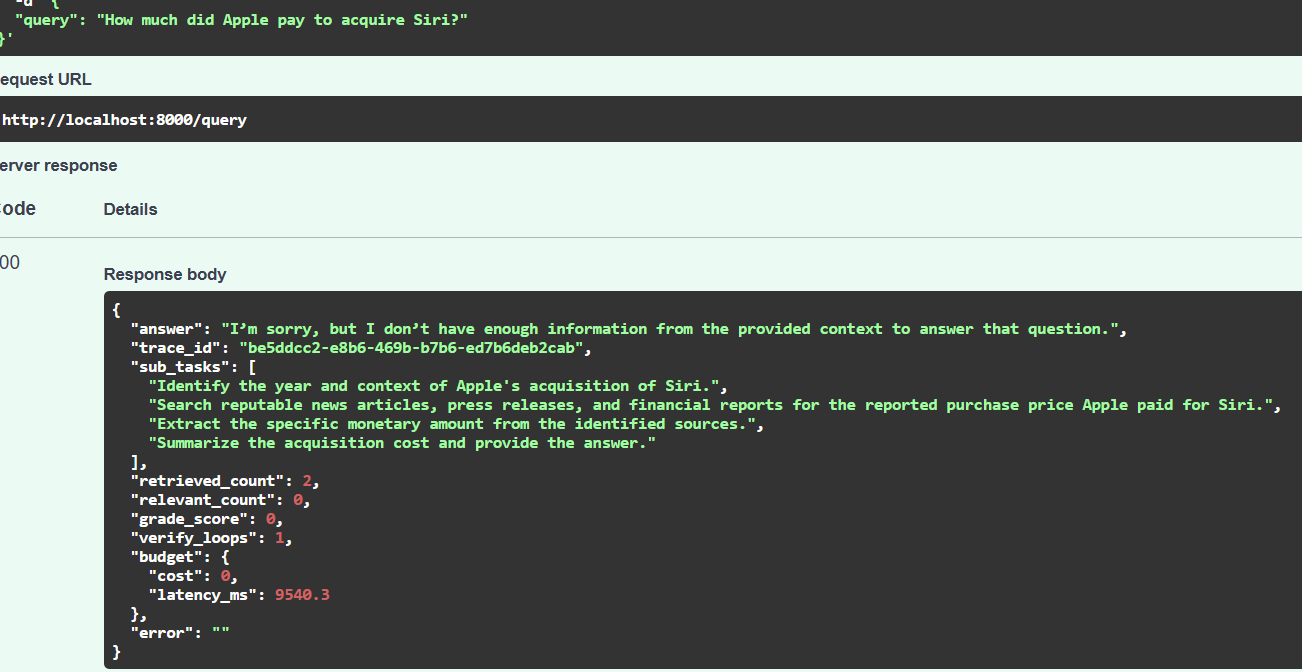 -d '{
"query": "How much did Apple pay to acquire Siri?"
}'
equest URL
http://localhost:8000/query
erver response
Code
Details
00
Response body
{
"answer": "I’m sorry, but I don’t have enough information from the provided context to answer that question.",
"trace_id": "be5ddcc2-e8b6-469b-b7b6-ed7b6deb2cab",
"sub_tasks": [
"Identify the year and context of Apple's acquisition of Siri.",
"Search reputable news articles, press releases, and financial reports for the reported purchase price Apple paid for Siri.",
"Extract the specific monetary amount from the identified sources.",
"Summarize the acquisition cost and provide the answer."
],
"retrieved_count": 2,
"relevant_count": 0,
"grade_score": 0,
"verify_loops": 1,
"budget": {
"cost": 0,
"latency_ms": 9540.3
},
"error": ""
}